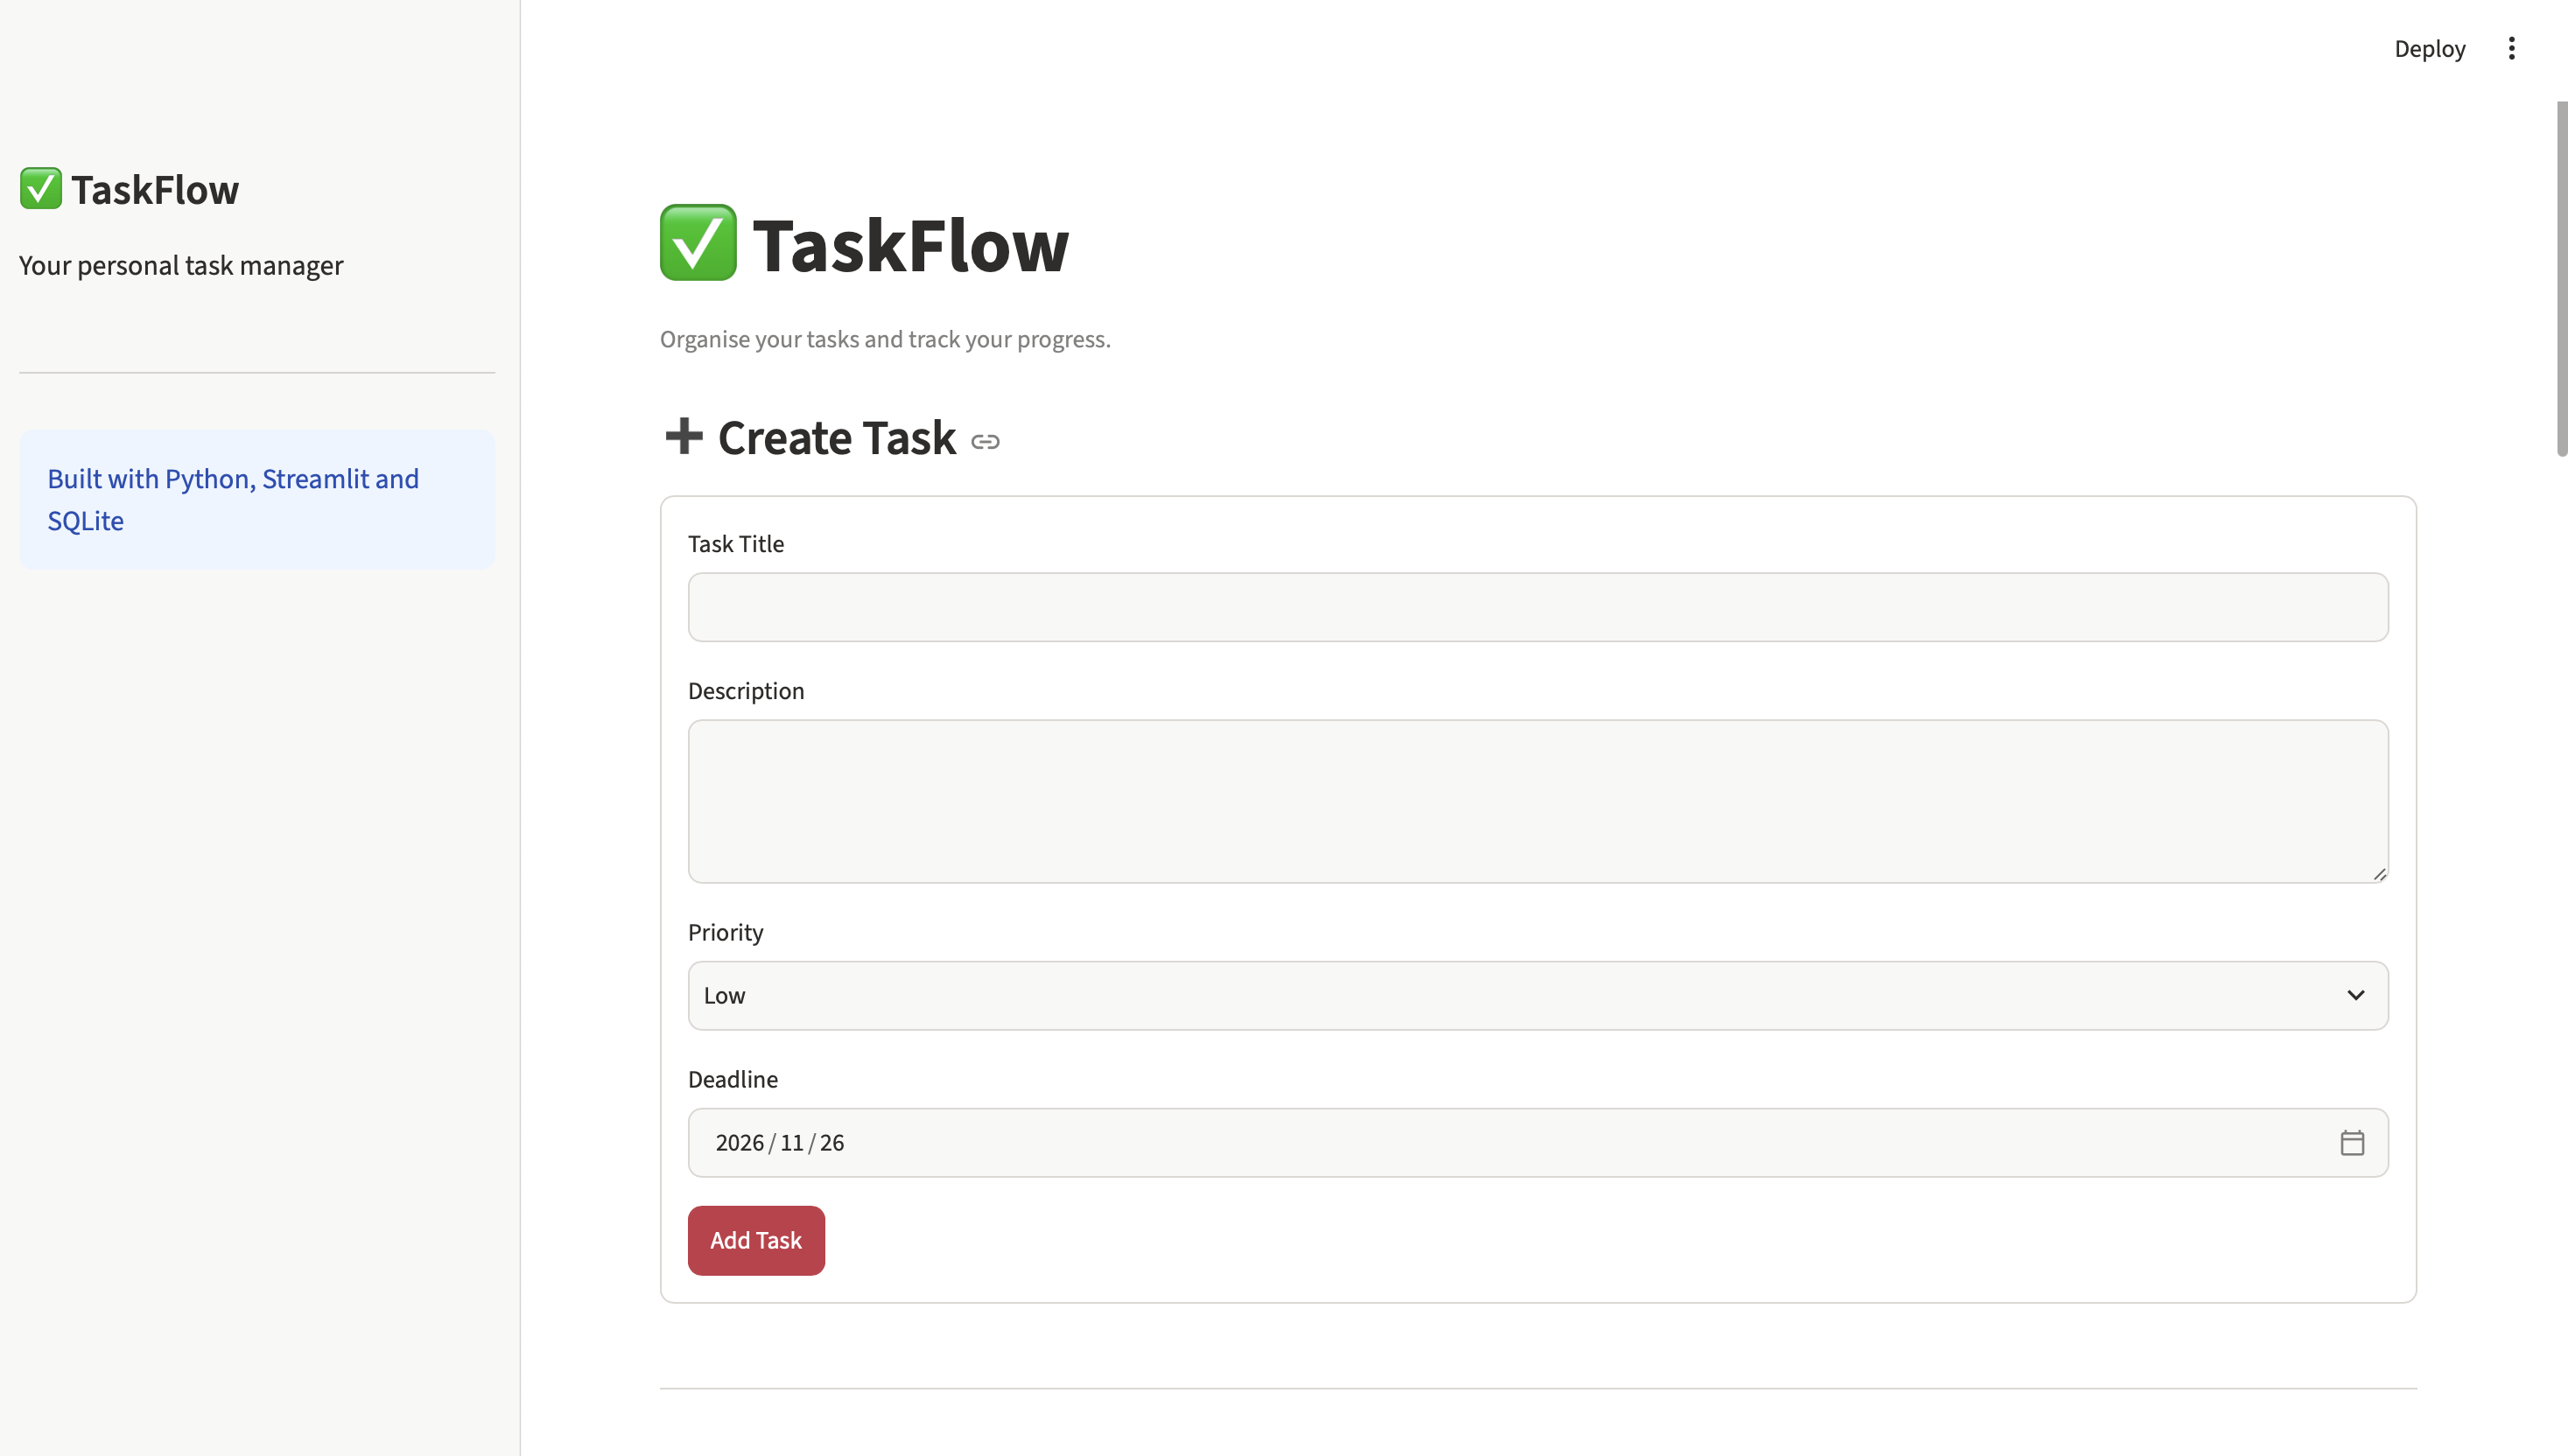 Deploy
✅ TaskFlow
Your personal task manager
Built with Python, Streamlit and
SQLite
✅ TaskFlow
Organise your tasks and track your progress.
➕ Create Task
Task Title
Description
Priority
Low
Deadline
2026/11/26
Add Task